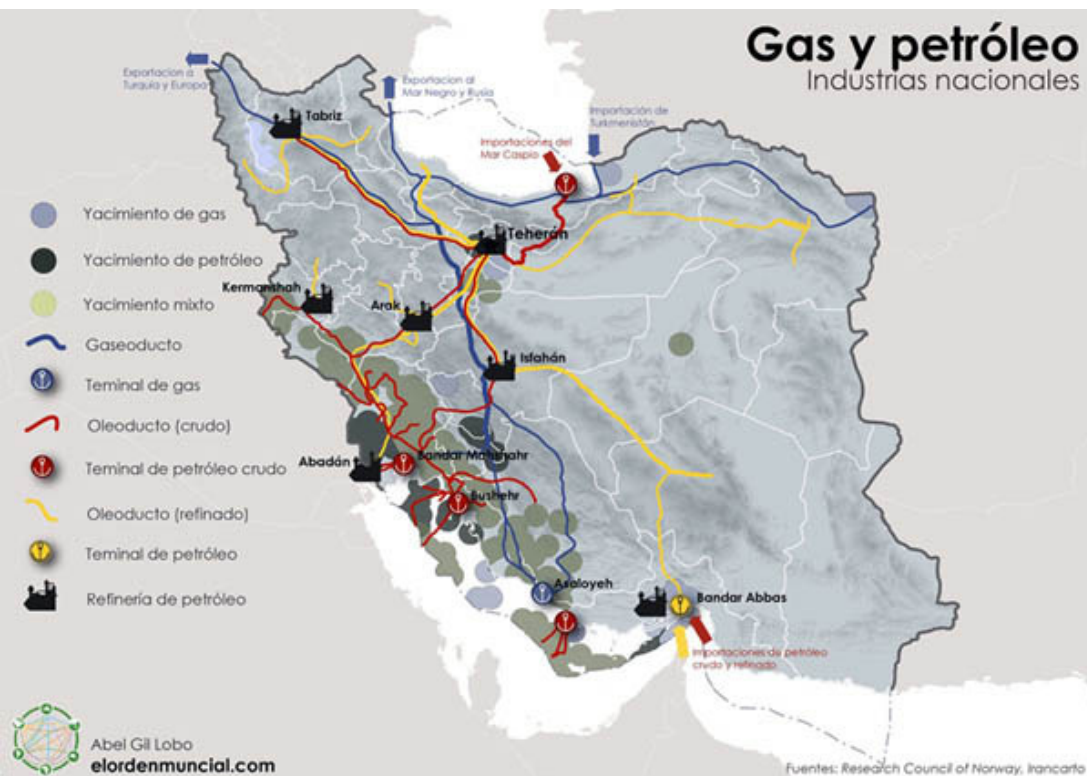 Gas y petróleo
Industrias nacionales
Exportacion a
Turquia y Europa
Exportacion al
Mar Negro y Rusia
Importación de
Turkmenistán
Importaciones del
Mar Caspio
Tabriz
Teherán
Kermanshah
Arak
Isfahán
Abadán
Bandar Mahshahr
Bushehr
Asaloyeh
Bandar Abbas
Importaciones de petróleo
crudo y refinado
Yacimiento de gas
Yacimiento de petróleo
Yacimiento mixto
Gaseoducto
Teminal de gas
Oleoducto (crudo)
Teminal de petróleo crudo
Oleoducto (refinado)
Teminal de petróleo
Refinería de petróleo
Abel Gil Lobo
elordenmuncial.com
Fuentes: Research Council of Norway, Irancarto